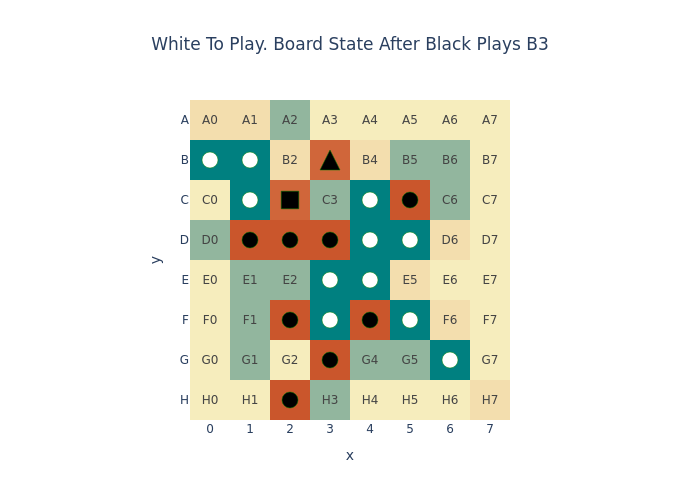 White To Play. Board State After Black Plays B3
A A0 A1 A2 A3 A4 A5 A6 A7
B B2 B4 B5 B6 B7
C C0 C3 C6 C7
D D0 D6 D7
E E0 E1 E2 E5 E6 E7
F F0 F1 F6 F7
G G0 G1 G2 G4 G5 G7
H H0 H1 H3 H4 H5 H6 H7
0 1 2 3 4 5 6 7
x
y